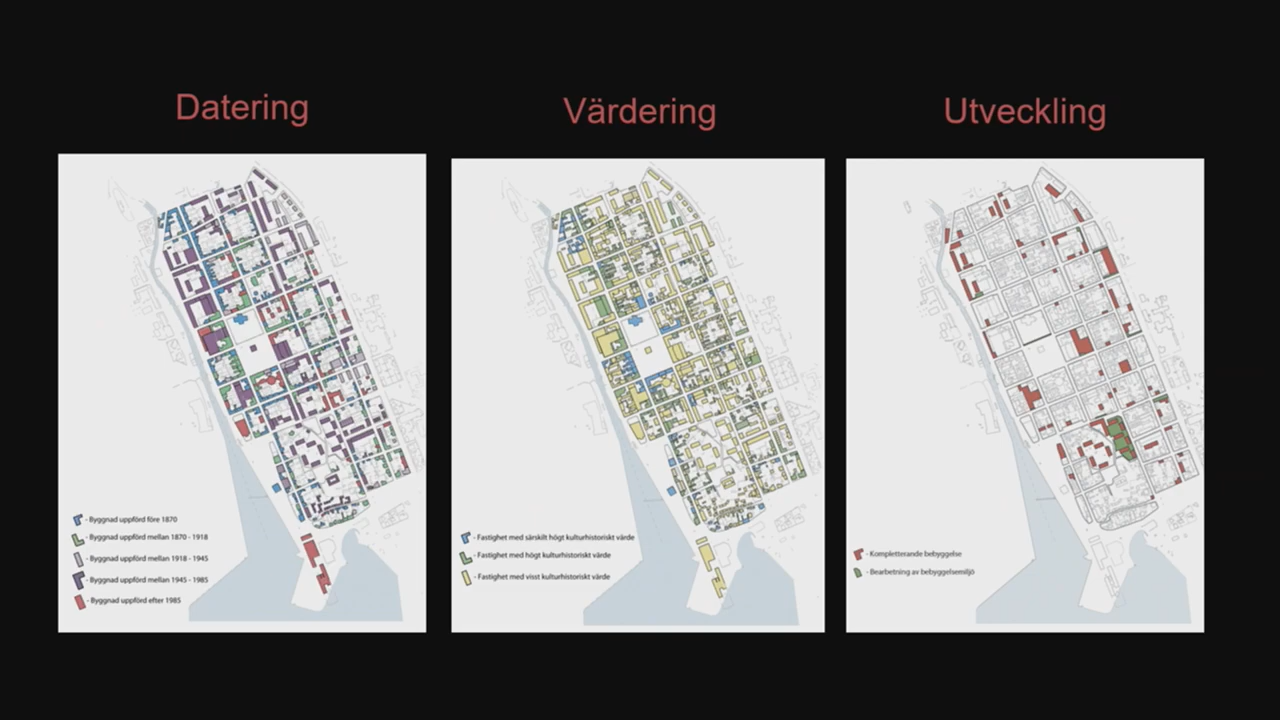 Datering
Värdering
Utveckling
- Byggnad uppförd före 1870
- Byggnad uppförd mellan 1870 - 1918
- Byggnad uppförd mellan 1918 - 1945
- Byggnad uppförd mellan 1945 - 1985
- Byggnad uppförd efter 1985
- Fastighet med särskilt högt kulturhistoriskt värde
- Fastighet med högt kulturhistoriskt värde
- Fastighet med visst kulturhistoriskt värde
- Kompletterande bebyggelse
- Bearbetning av bebyggelsemiljö